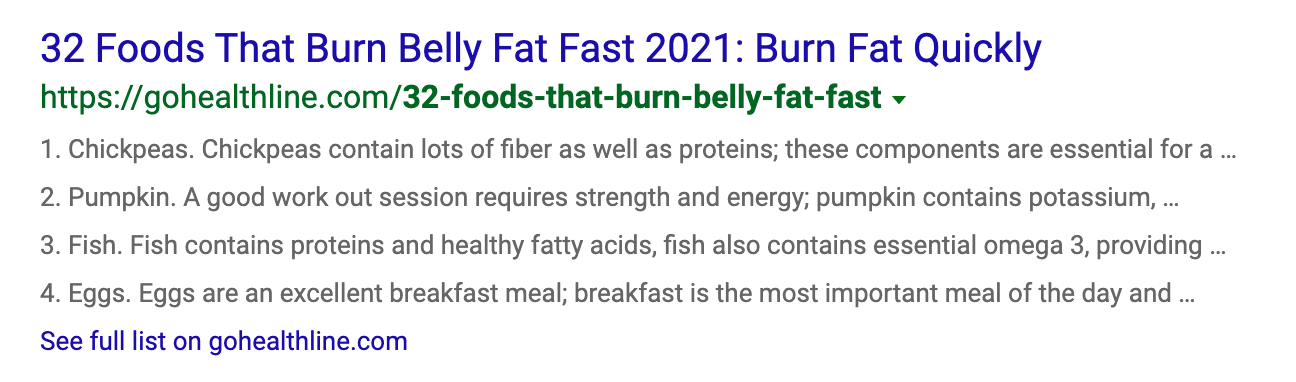 32 Foods That Burn Belly Fat Fast 2021: Burn Fat Quickly
https://gohealthline.com/32-foods-that-burn-belly-fat-fast
1. Chickpeas. Chickpeas contain lots of fiber as well as proteins; these components are essential for a ...
2. Pumpkin. A good work out session requires strength and energy; pumpkin contains potassium, ...
3. Fish. Fish contains proteins and healthy fatty acids, fish also contains essential omega 3, providing ...
4. Eggs. Eggs are an excellent breakfast meal; breakfast is the most important meal of the day and ...
See full list on gohealthline.com